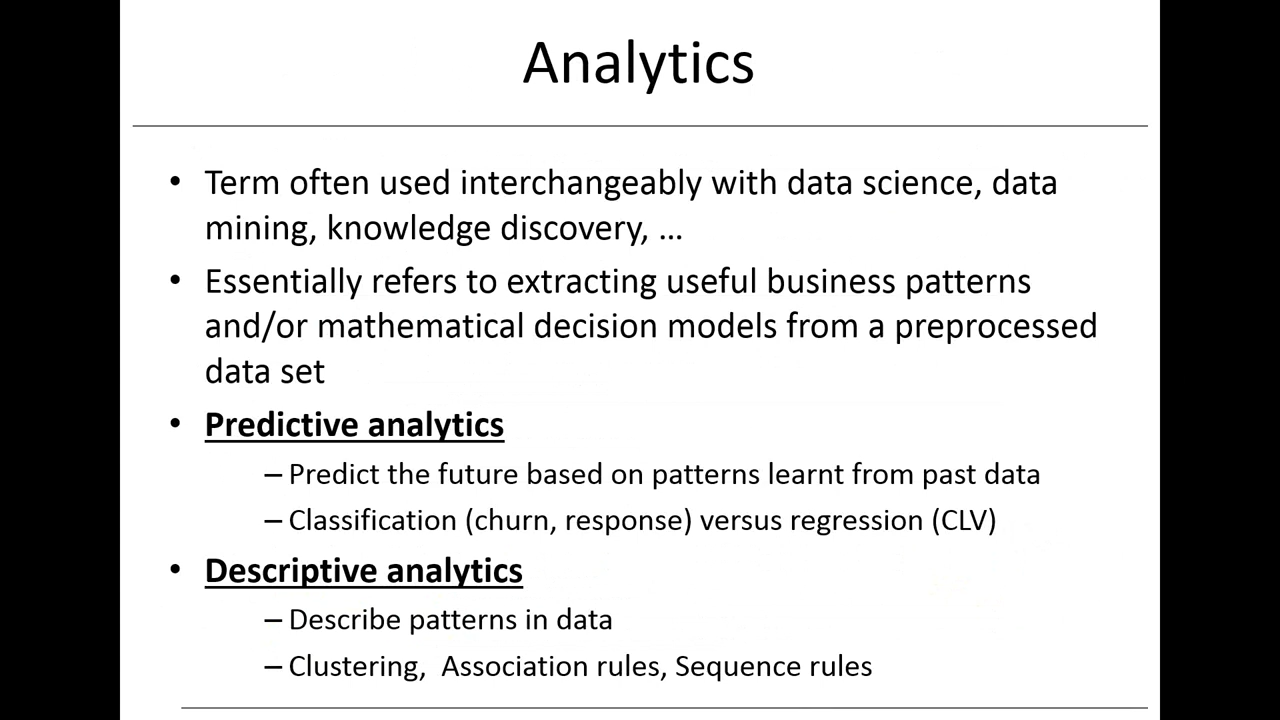 Analytics
• Term often used interchangeably with data science, data
mining, knowledge discovery, ...
• Essentially refers to extracting useful business patterns
and/or mathematical decision models from a preprocessed
data set
• Predictive analytics
– Predict the future based on patterns learnt from past data
– Classification (churn, response) versus regression (CLV)
• Descriptive analytics
– Describe patterns in data
– Clustering,  Association rules, Sequence rules